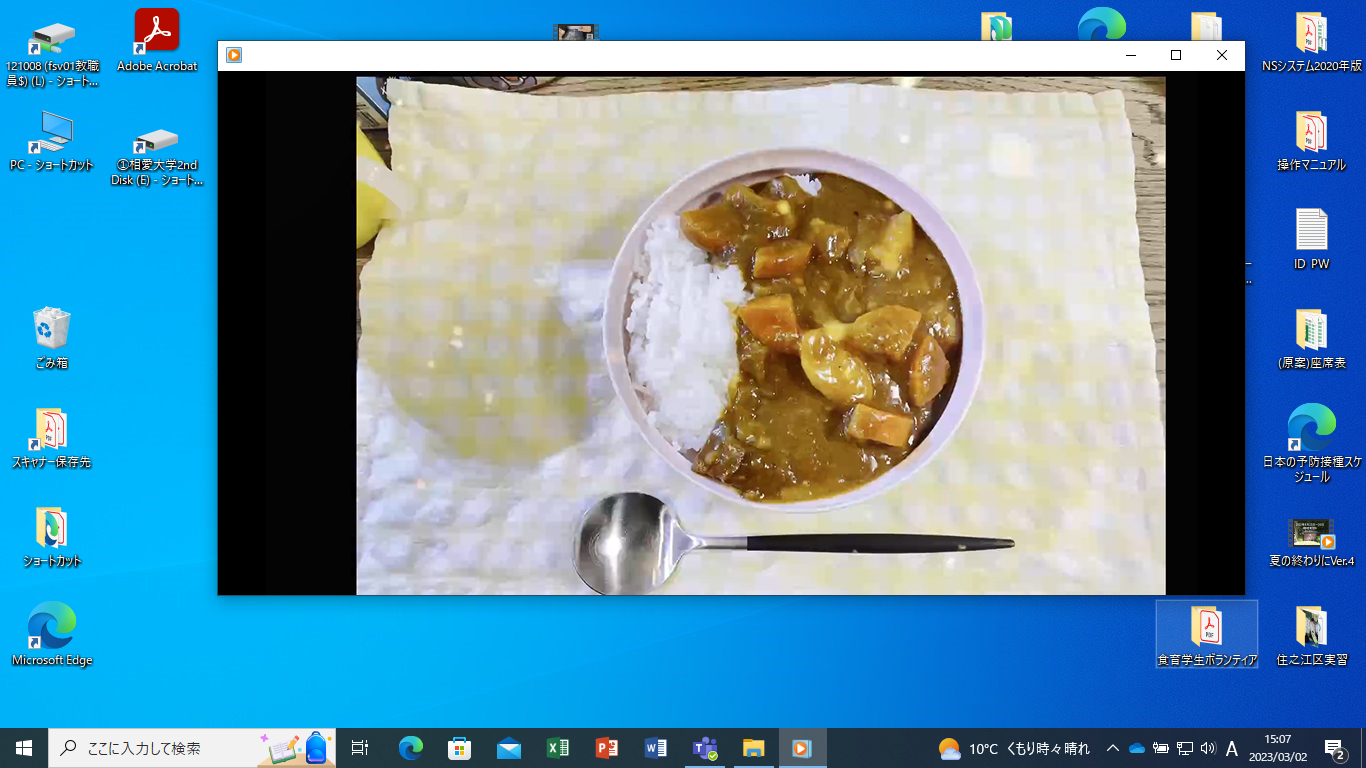 121008 (fsv01教職
員$) (L) - ショート...
Adobe Acrobat
PC - ショートカット
①相愛大学2nd
Disk (E) - ショート...
ごみ箱
スキャナー保存先
ショートカット
Microsoft Edge
NSシステム2020年版
操作マニュアル
ID PW
(原案)座席表
日本の予防接種スケ
ジュール
夏の終わりにVer.4
食育学生ボランティア
住之江区実習
ここに入力して検索
10°C くもり時々晴れ
A
15:07
2023/03/02
2